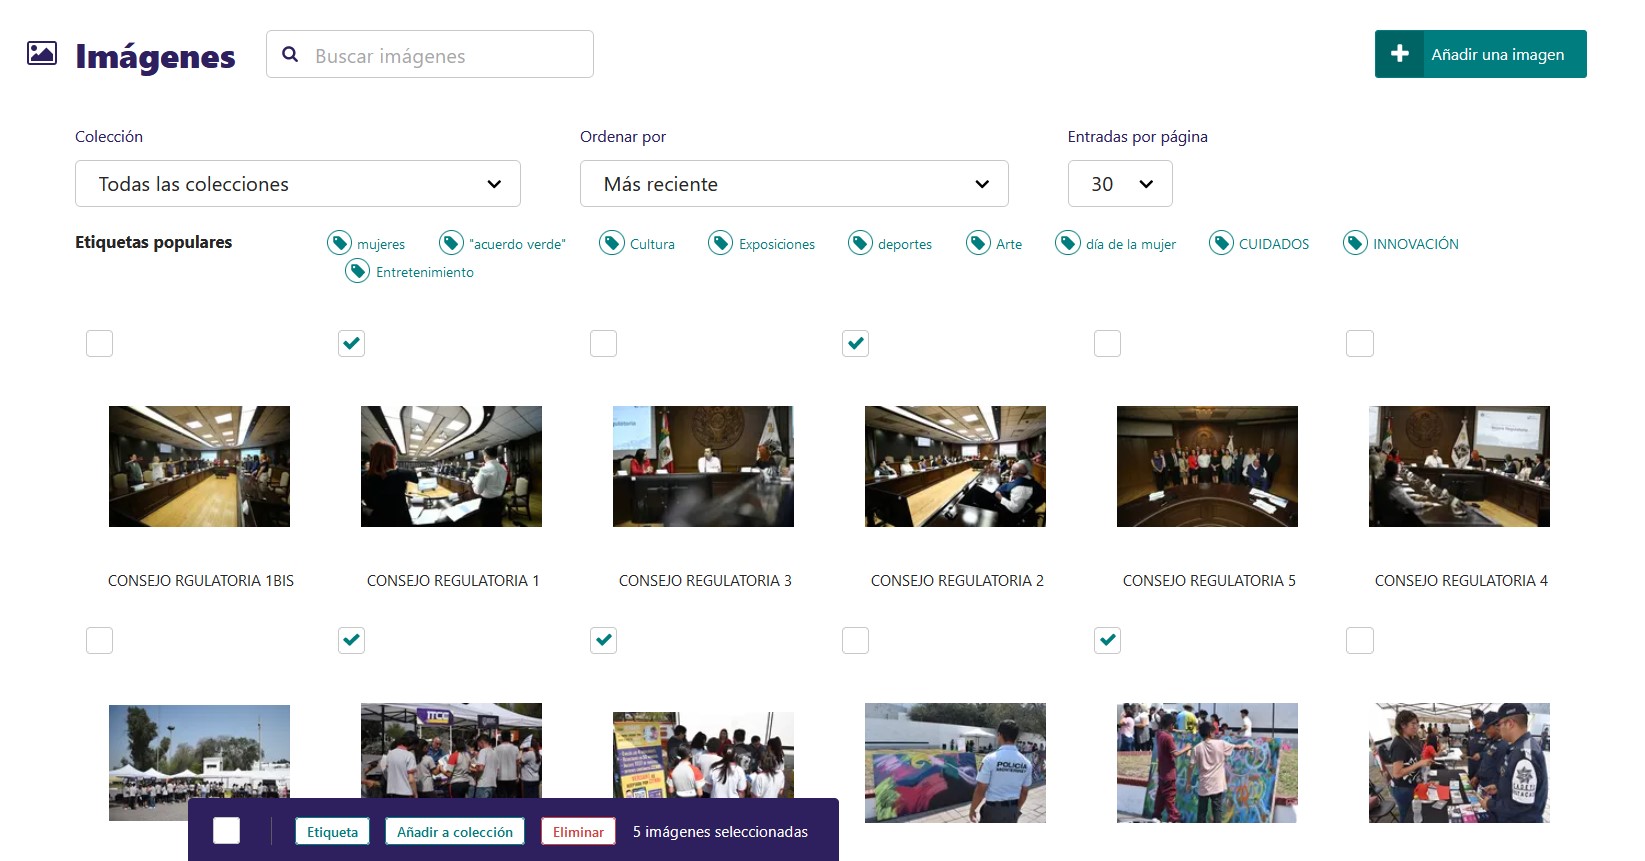 Imágenes
Buscar imágenes
Añadir una imagen
Colección
Ordenar por
Entradas por página
Todas las colecciones
Más reciente
30
Etiquetas populares
mujeres
"acuerdo verde"
Cultura
Exposiciones
deportes
Arte
día de la mujer
CUIDADOS
INNOVACIÓN
Entretenimiento
CONSEJO RGULATORIA 1BIS
CONSEJO REGULATORIA 1
CONSEJO REGULATORIA 3
CONSEJO REGULATORIA 2
CONSEJO REGULATORIA 5
CONSEJO REGULATORIA 4
POLICÍA
Etiqueta
Añadir a colección
Eliminar
5 imágenes seleccionadas